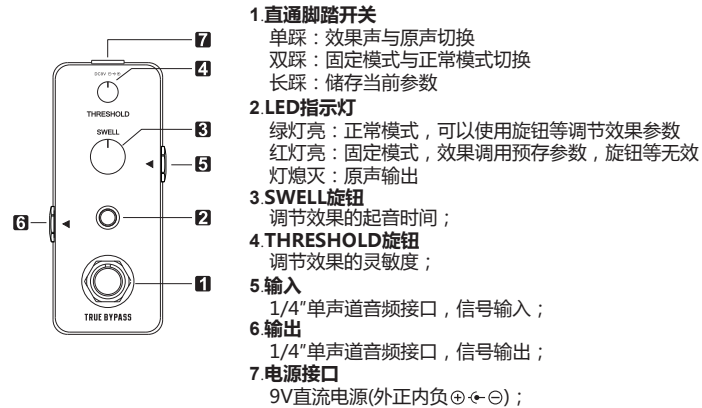 7
DC9V ⊖-⊕
4
THRESHOLD
SWELL
3
5
6
2
1
TRUE BYPASS
1.直通脚踏开关
单踩：效果声与原声切换
双踩：固定模式与正常模式切换
长踩：储存当前参数
2.LED指示灯
绿灯亮：正常模式，可以使用旋钮等调节效果参数
红灯亮：固定模式，效果调用预存参数，旋钮等无效
灯熄灭：原声输出
3.SWELL旋钮
调节效果的起音时间；
4.THRESHOLD旋钮
调节效果的灵敏度；
5.输入
1/4"单声道音频接口，信号输入；
6.输出
1/4"单声道音频接口，信号输出；
7.电源接口
9V直流电源(外正内负⊕-⊖)；